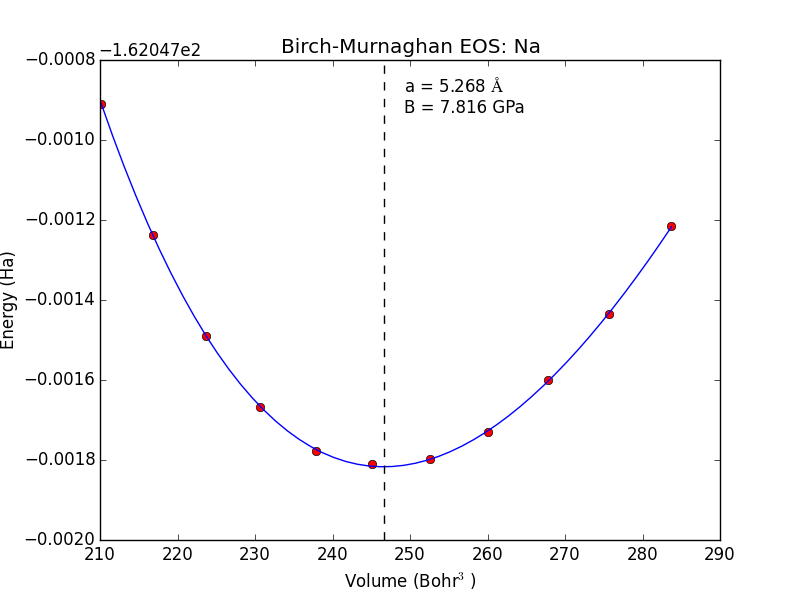 Birch-Murnaghan EOS: Na
−1.62047e2
a = 5.268 Å
B = 7.816 GPa
−0.0008
−0.0010
−0.0012
−0.0014
−0.0016
−0.0018
−0.0020
Energy (Ha)
210 220 230 240 250 260 270 280 290
Volume (Bohr³ )